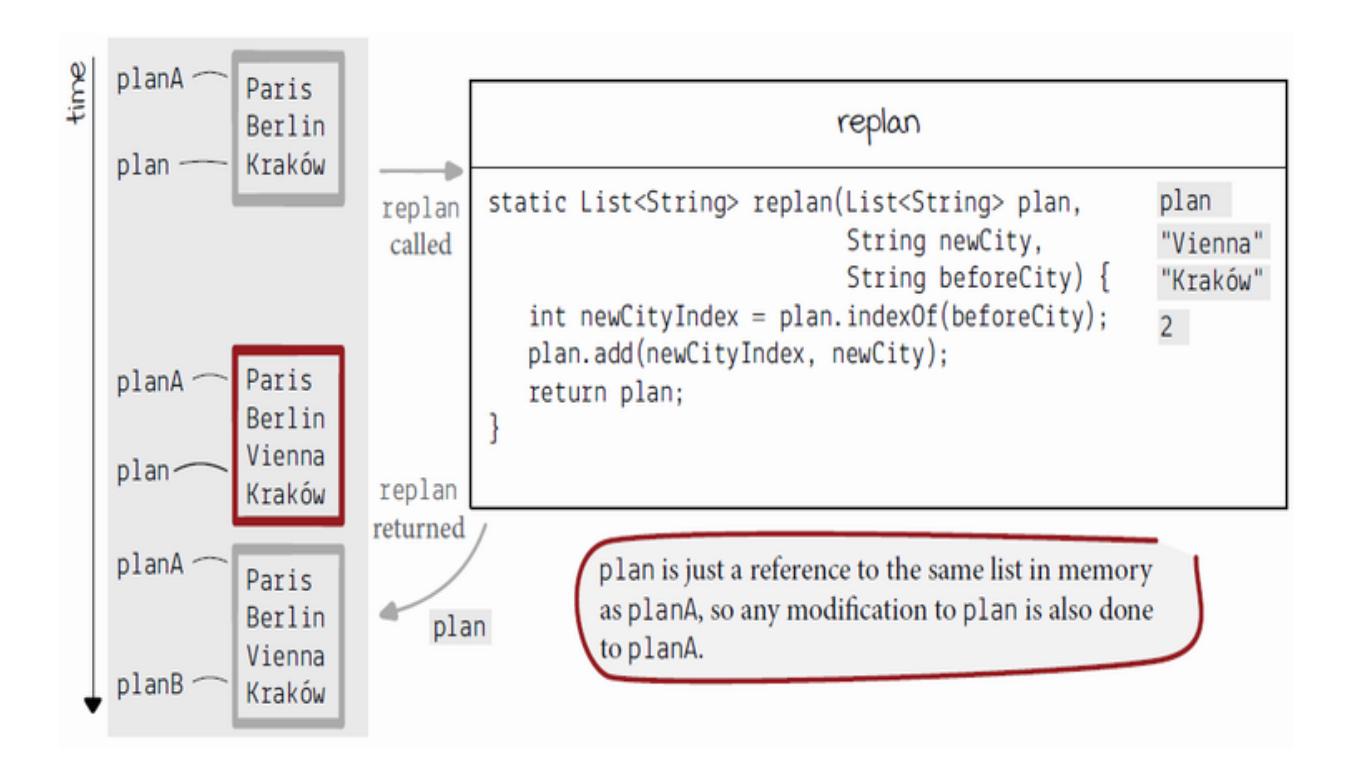 time
planA
Paris
Berlin
plan
Kraków
replan
called
planA
Paris
Berlin
Vienna
plan
Kraków
replan
returned
planA
Paris
Berlin
Vienna
planB
Kraków
plan
replan
static List<String> replan(List<String> plan,
String newCity,
String beforeCity) {
int newCityIndex = plan.indexOf(beforeCity);
plan.add(newCityIndex, newCity);
return plan;
}
plan
"Vienna"
"Kraków"
2
plan is just a reference to the same list in memory
as planA, so any modification to plan is also done
to planA.